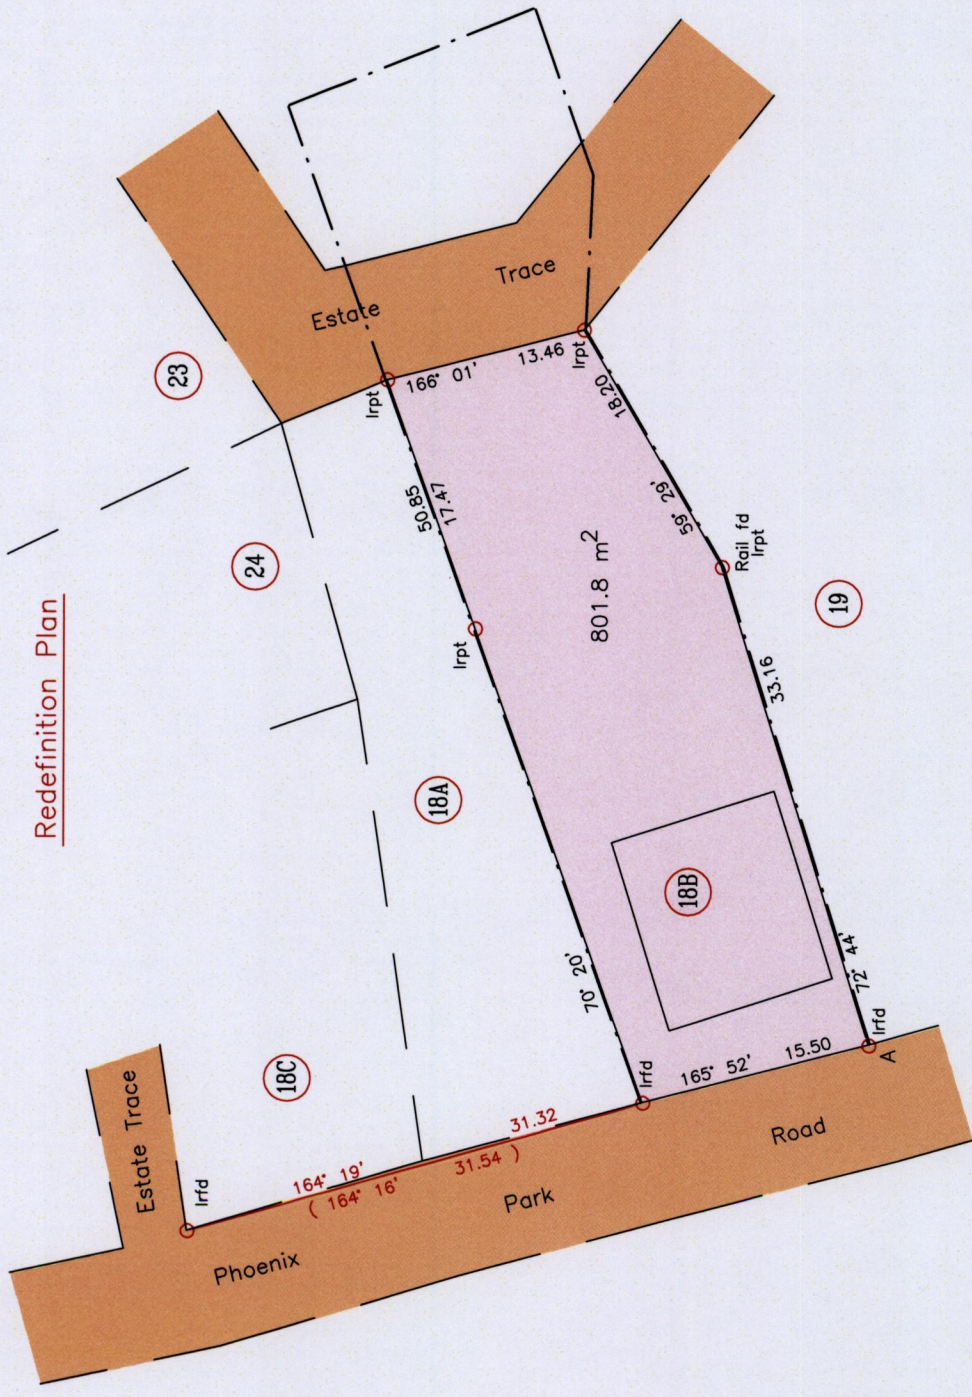 Redefinition Plan
23
24
Estate
Trace
Irpt
166° 01'
13.46
Irpt
50.85
17.47
18.20
59° 29'
Rail fd
Irpt
Irpt
801.8 m²
19
33.16
18A
18B
70° 20'
72° 44'
18C
Estate Trace
Irfd
Irfd
Irfd
A
165° 52'
15.50
31.32
164° 19'
( 164° 16'
31.54 )
Phoenix
Park
Road